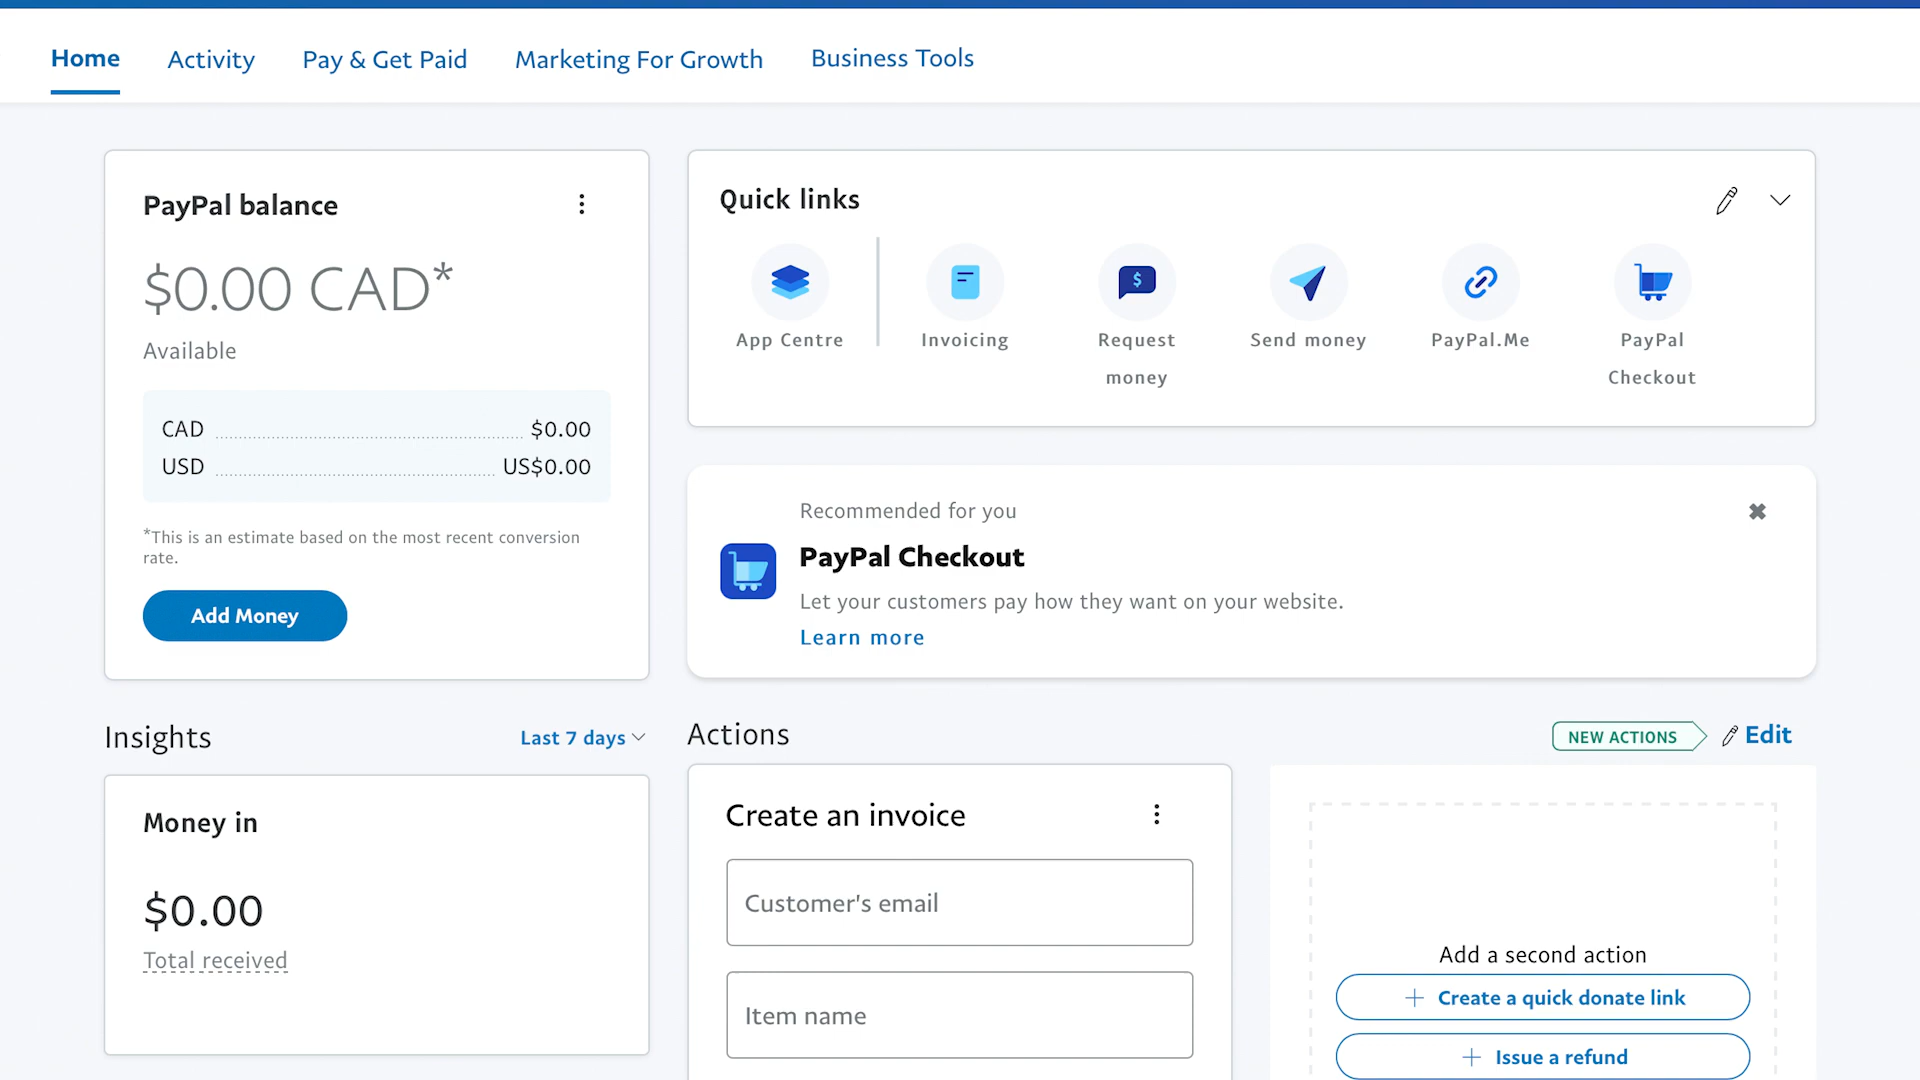 Home
Activity
Pay & Get Paid
Marketing For Growth
Business Tools
PayPal balance
$0.00 CAD*
Available
CAD $0.00
USD US$0.00
*This is an estimate based on the most recent conversion
rate.
Add Money
Quick links
App Centre
Invoicing
Request
money
Send money
PayPal.Me
PayPal
Checkout
Recommended for you
PayPal Checkout
Let your customers pay how they want on your website.
Learn more
Insights
Last 7 days
Money in
$0.00
Total received
Actions
NEW ACTIONS
Edit
Create an invoice
Customer's email
Item name
Add a second action
+ Create a quick donate link
+ Issue a refund